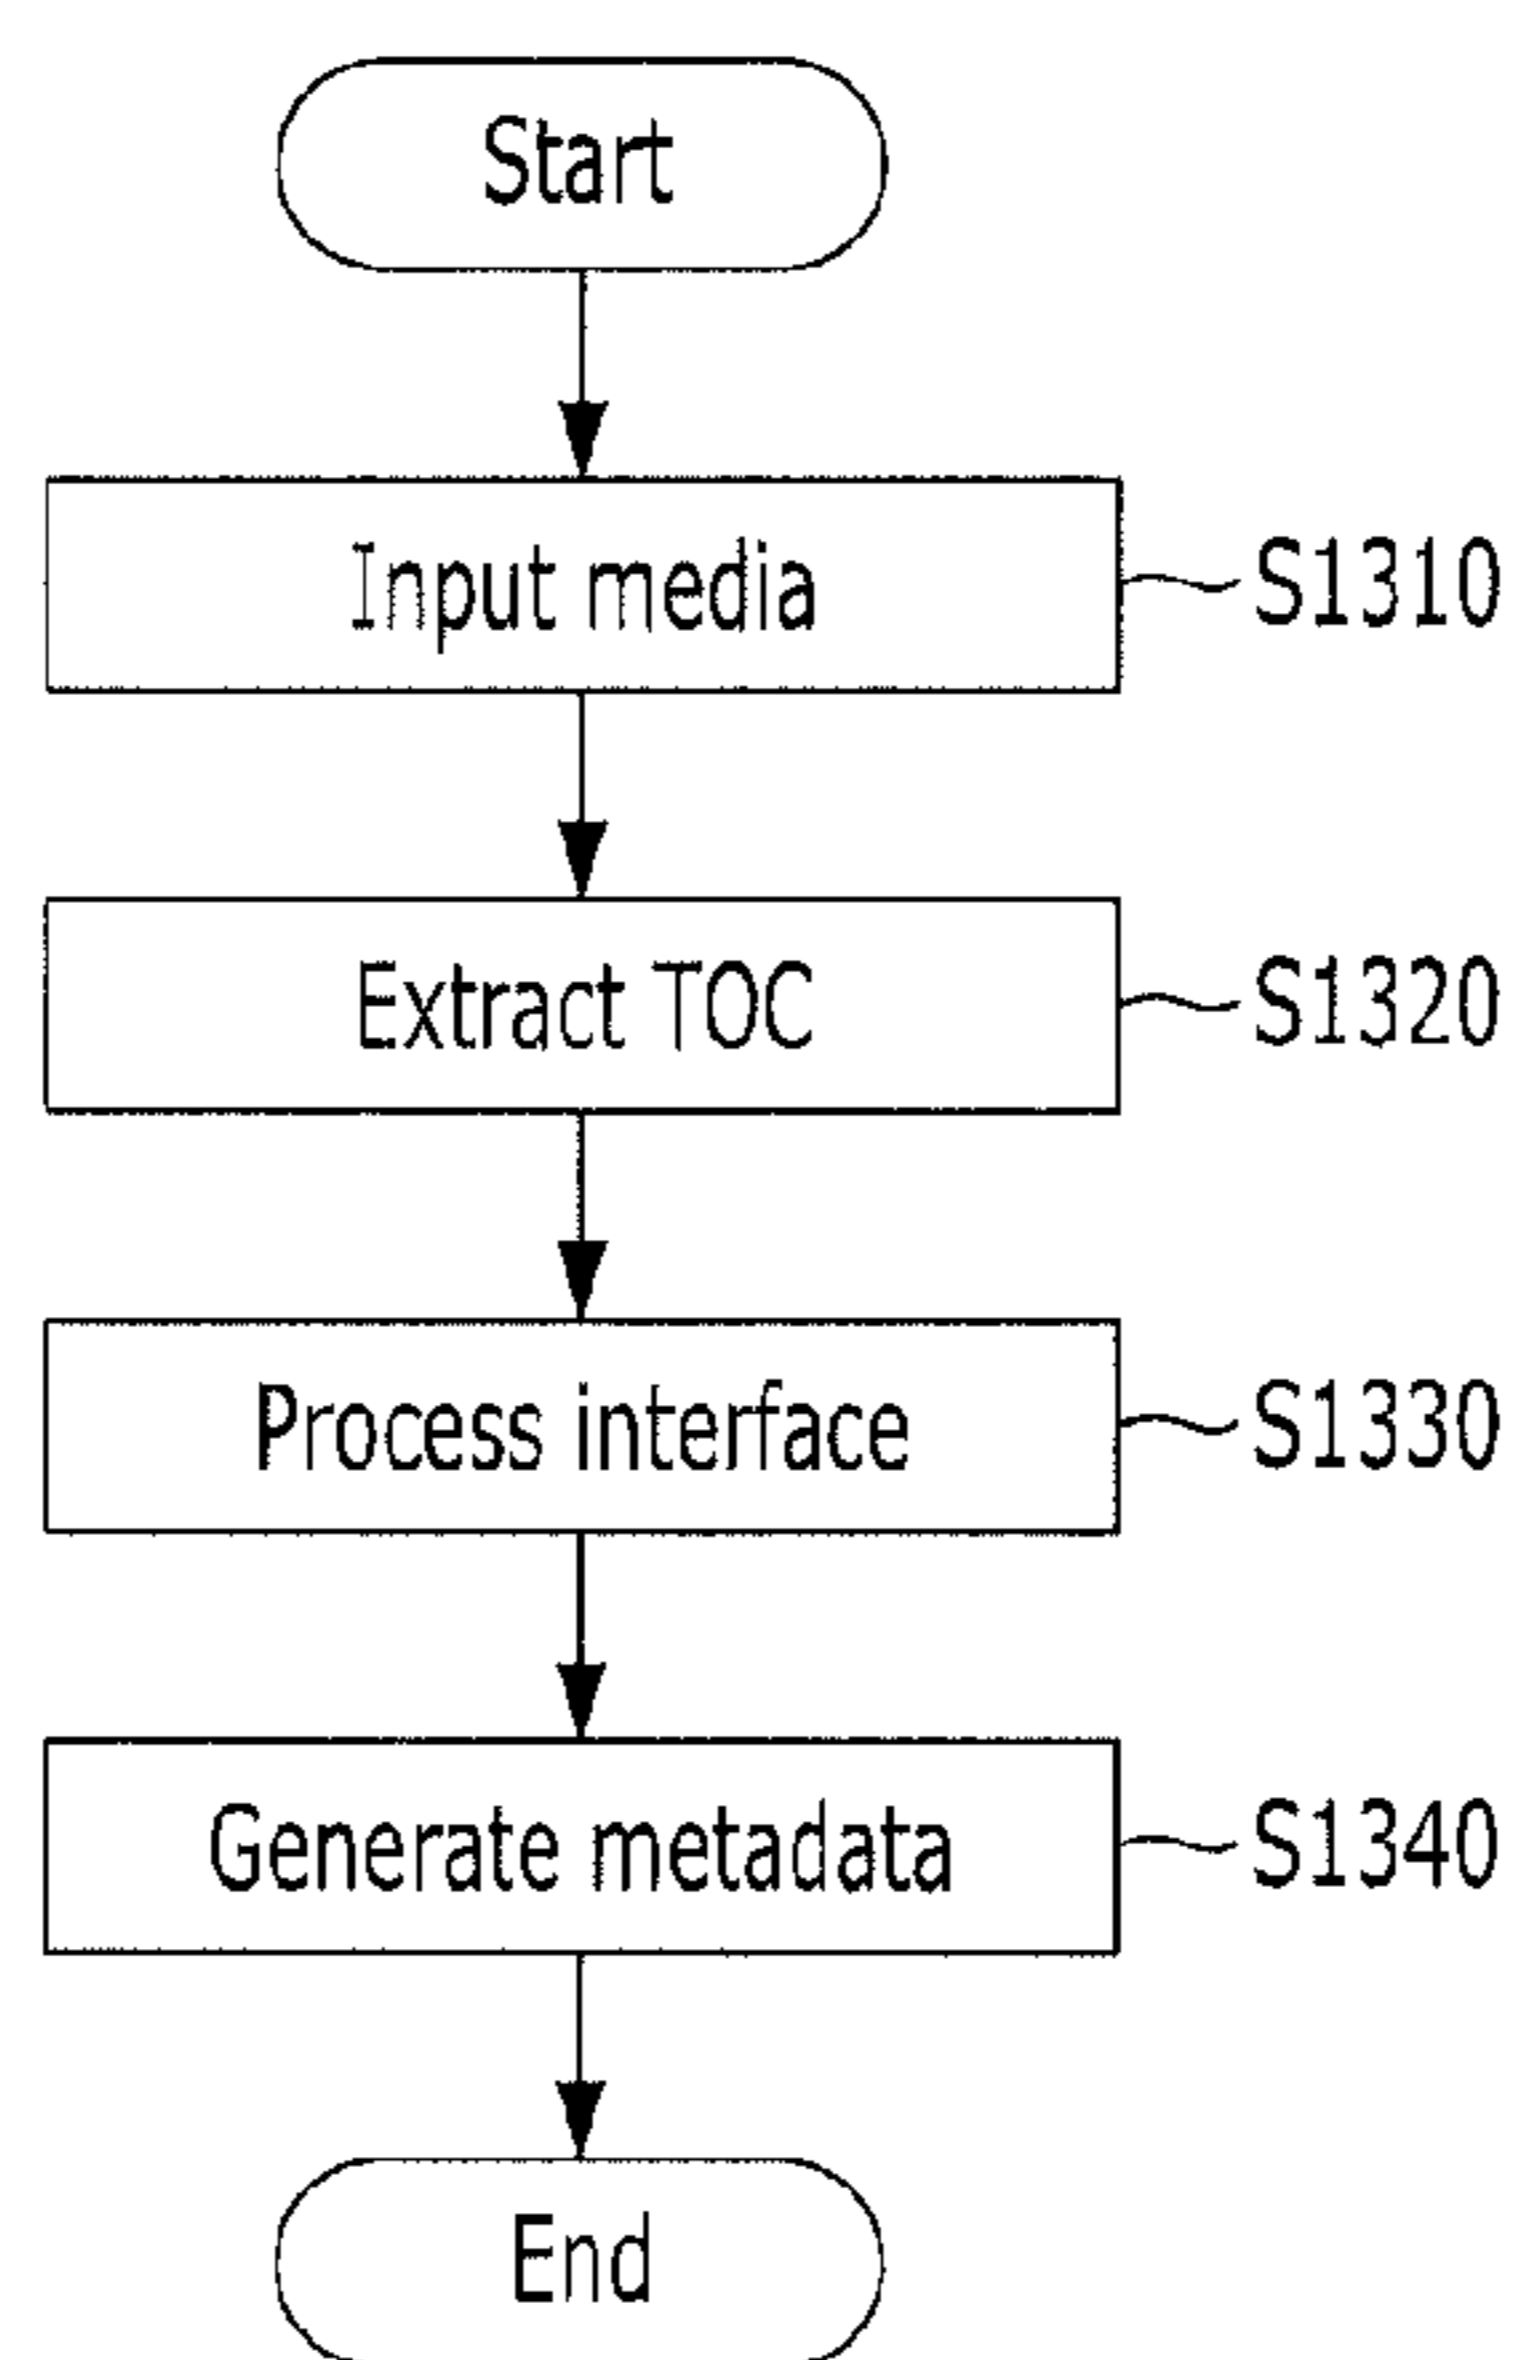 Start
Input media
S1310
Extract TOC
S1320
Process interface
S1330
Generate metadata
S1340
End